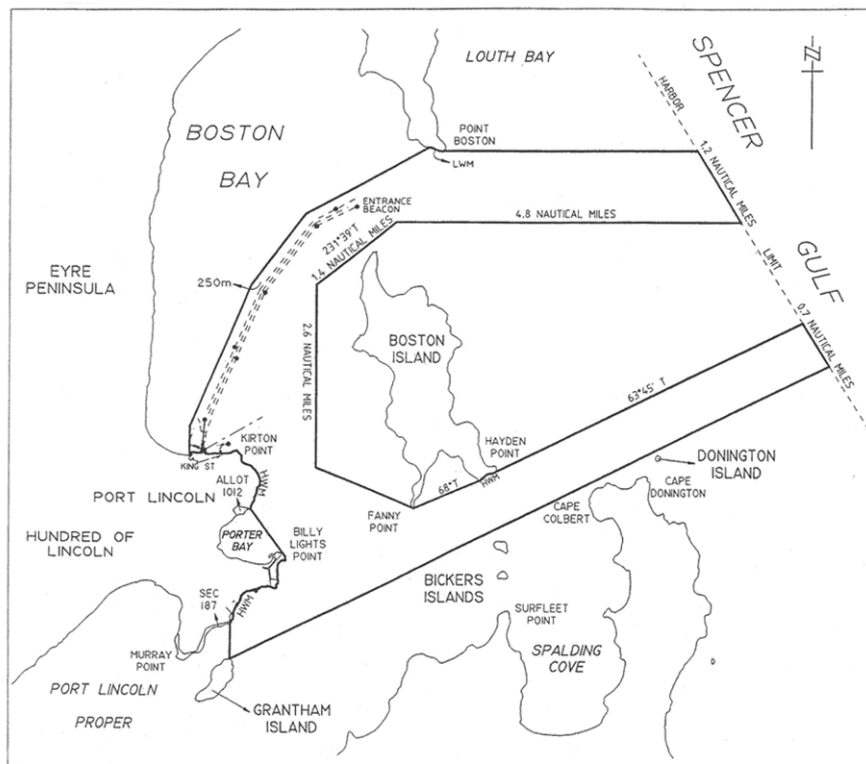 LOUTH BAY
SPENCER
N
HARBOR
BOSTON
BAY
POINT
BOSTON
LWM
1.2 NAUTICAL MILES
ENTRANCE
BEACON
231°39'T
1.4 NAUTICAL MILES
4.8 NAUTICAL MILES
LIMIT
GULF
EYRE
PENINSULA
250m
2.6 NAUTICAL MILES
BOSTON
ISLAND
0.7 NAUTICAL MILES
63°45' T
KIRTON
POINT
KING ST
HAYDEN
POINT
HWM
68°T
DONINGTON
ISLAND
PORT LINCOLN
ALLOT
1012
HWM
FANNY
POINT
CAPE
COLBERT
CAPE
DONINGTON
HUNDRED OF
LINCOLN
PORTER
BAY
BILLY
LIGHTS
POINT
BICKERS
ISLANDS
SEC
187
HWM
SURFLEET
POINT
MURRAY
POINT
SPALDING
COVE
PORT LINCOLN
PROPER
GRANTHAM
ISLAND